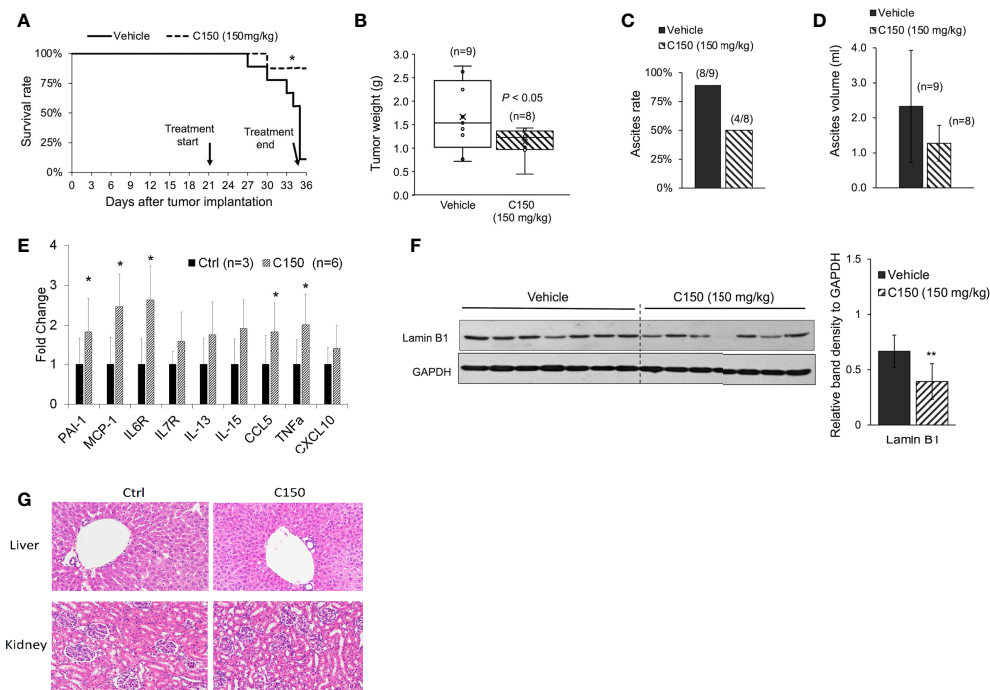 A
Vehicle
C150 (150mg/kg)
100%
75%
50%
25%
0%
Survival rate
*
Treatment
start
Treatment
end
0 3 6 9 12 15 18 21 24 27 30 33 36
Days after tumor implantation
B
3.0
2.5
2.0
1.5
1.0
0.5
0.0
Tumor weight (g)
(n=9)
P < 0.05
(n=8)
Vehicle
C150
(150 mg/kg)
C
Vehicle
C150 (150 mg/kg)
100%
75%
50%
25%
0%
Ascites rate
(8/9)
(4/8)
D
Vehicle
C150 (150 mg/kg)
4.0
3.0
2.0
1.0
0.0
Ascites volume (ml)
(n=9)
(n=8)
E
4
3
2
1
0
Fold Change
Ctrl (n=3)
C150 (n=6)
*
*
*
*
*
PAI-1
MCP-1
IL6R
IL7R
IL-13
IL-15
CCL5
TNFa
CXCL10
F
Vehicle
C150 (150 mg/kg)
Lamin B1
GAPDH
1.5
1
0.5
0
Relative band density to GAPDH
Vehicle
C150 (150 mg/kg)
**
Lamin B1
G
Ctrl
C150
Liver
Kidney